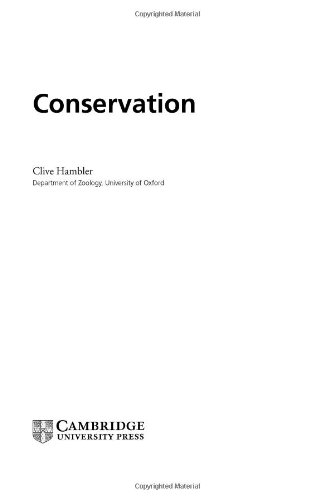 Copyrighted Material
Conservation
Clive Hambler
Department of Zoology, University of Oxford
CAMBRIDGE
UNIVERSITY PRESS
Copyrighted Material